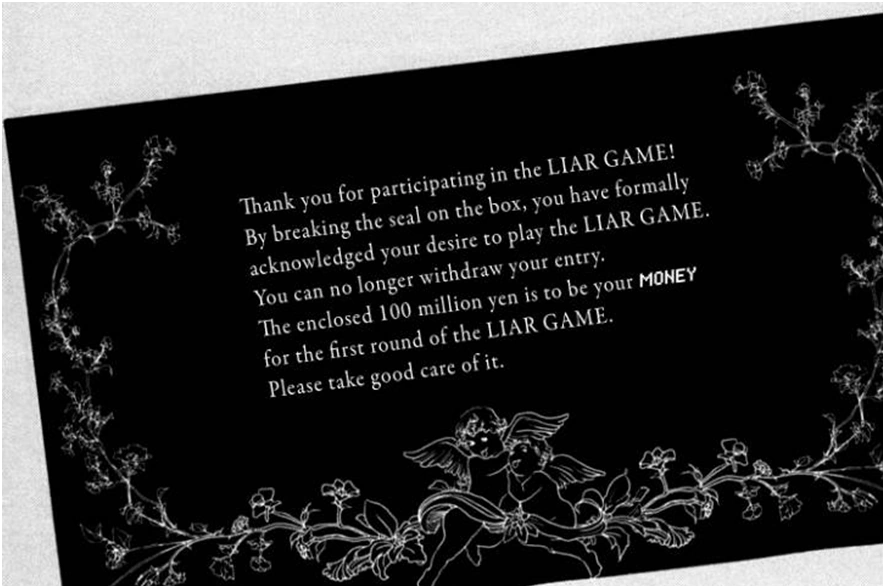 Thank you for participating in the LIAR GAME!
By breaking the seal on the box, you have formally
acknowledged your desire to play the LIAR GAME.
You can no longer withdraw your entry.
The enclosed 100 million yen is to be your MONEY
for the first round of the LIAR GAME.
Please take good care of it.